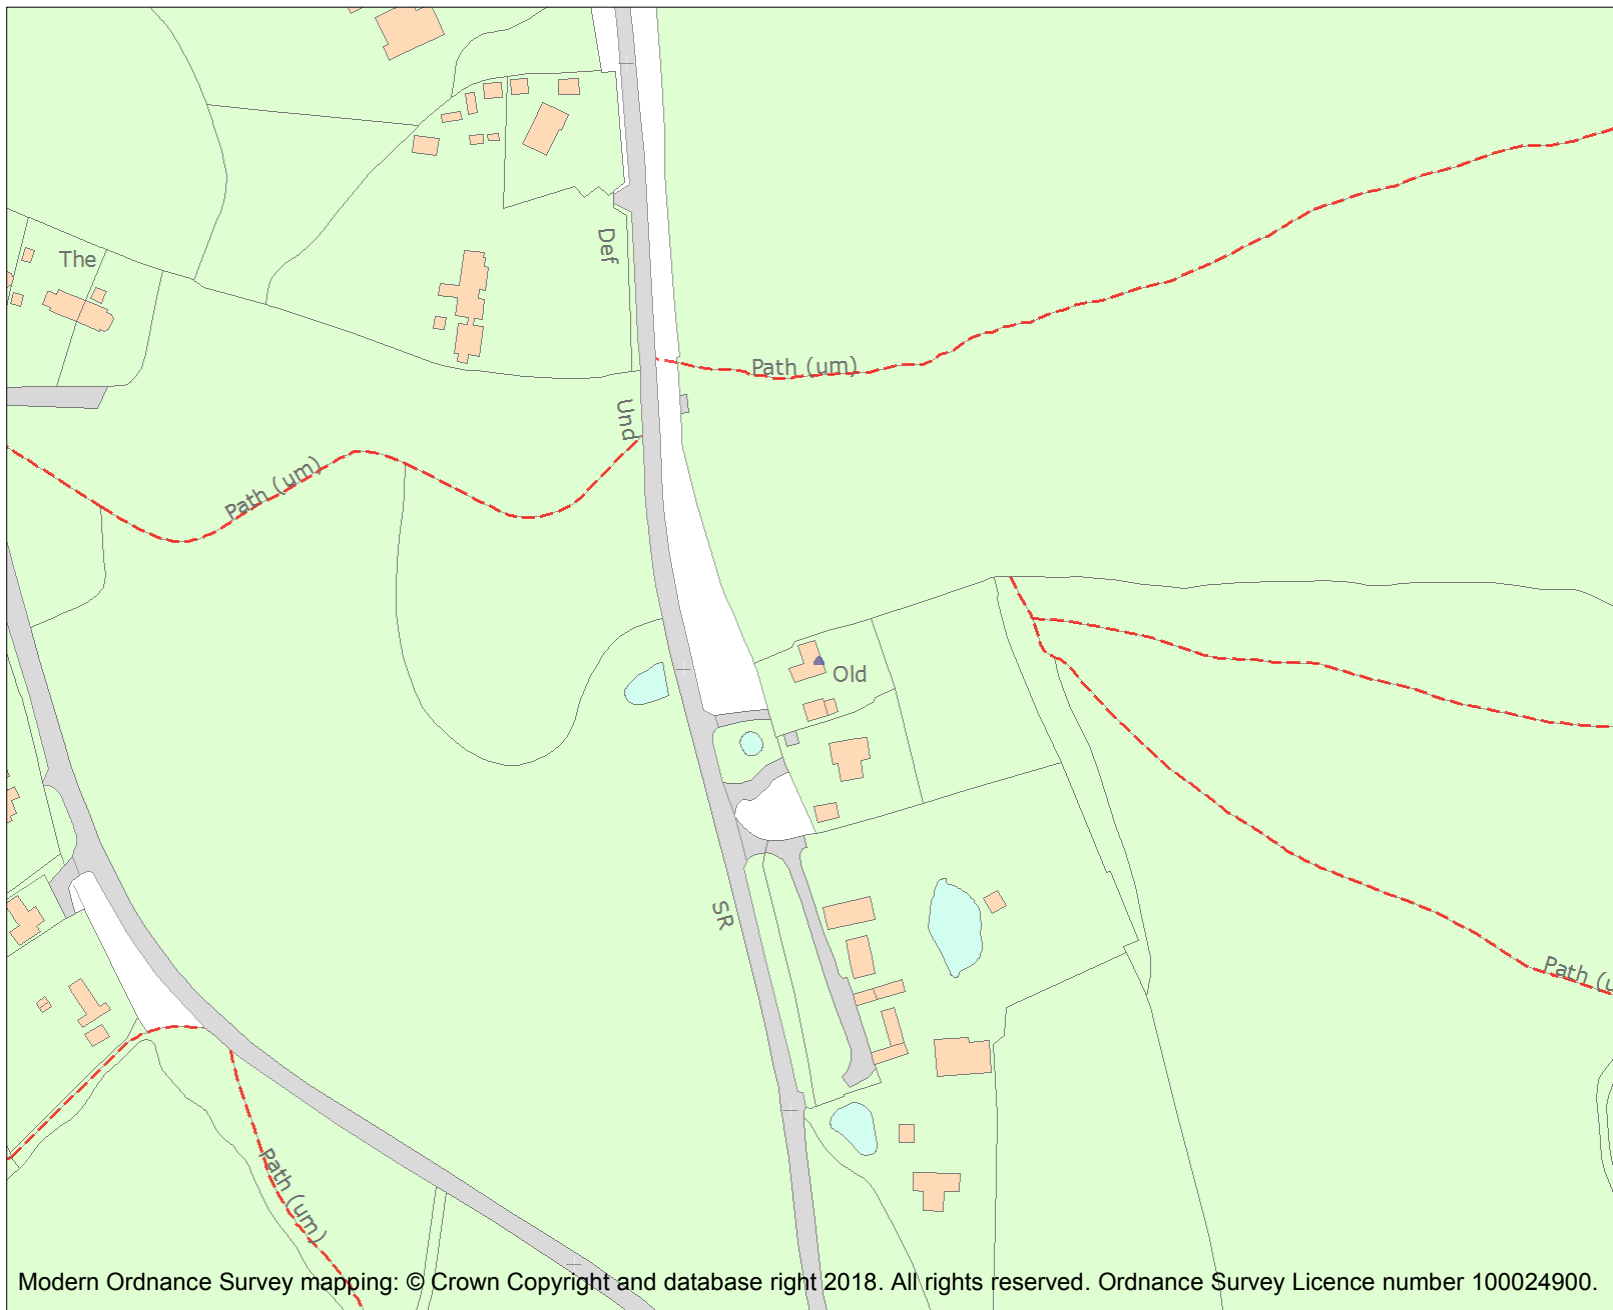 The
Def
Path (um)
Und
Path (um)
Old
SR
Path (u
Path (um)
Modern Ordnance Survey mapping: © Crown Copyright and database right 2018. All rights reserved. Ordnance Survey Licence number 100024900.